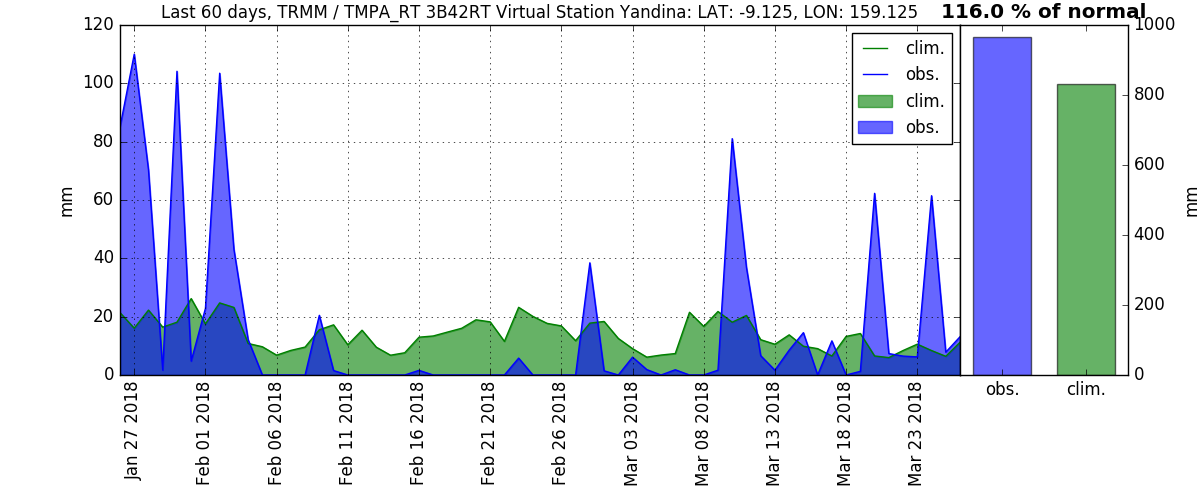 Last 60 days, TRMM / TMPA_RT 3B42RT Virtual Station Yandina: LAT: -9.125, LON: 159.125
116.0 % of normal
120
100
80
60
40
20
0
mm
clim.
obs.
clim.
obs.
1000
800
600
400
200
0
mm
obs.
clim.
Jan 27 2018
Feb 01 2018
Feb 06 2018
Feb 11 2018
Feb 16 2018
Feb 21 2018
Feb 26 2018
Mar 03 2018
Mar 08 2018
Mar 13 2018
Mar 18 2018
Mar 23 2018